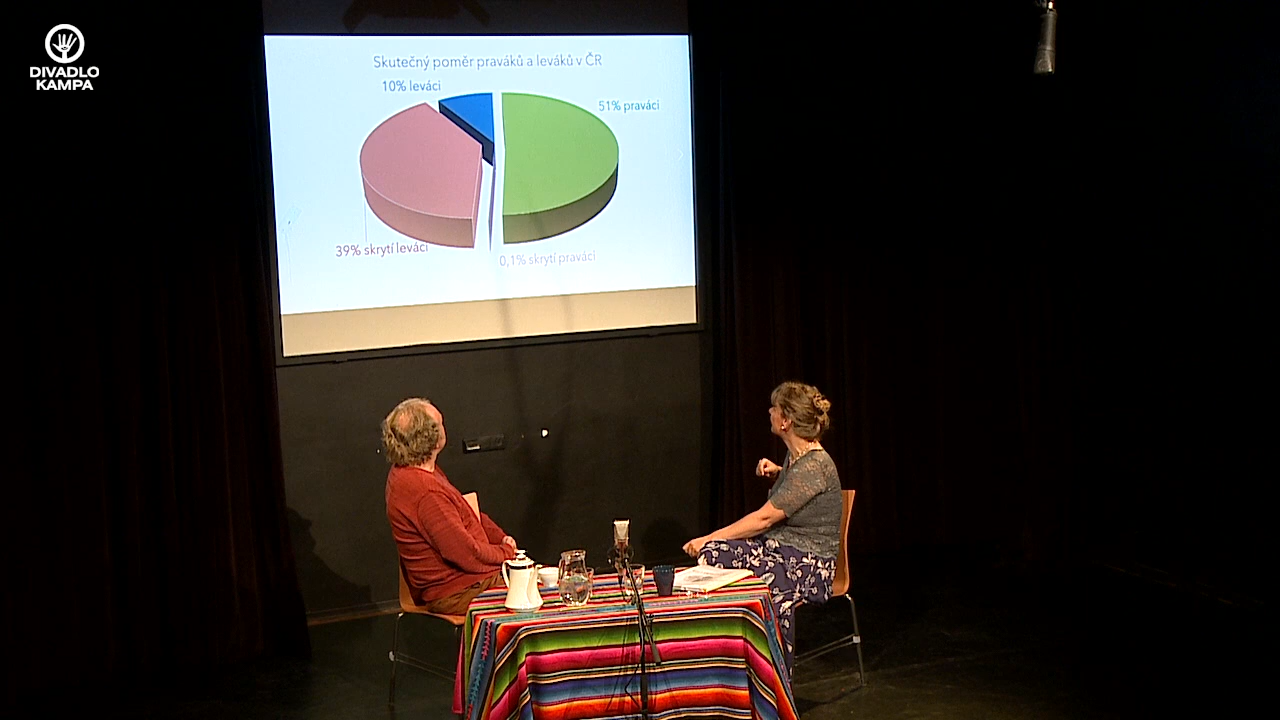 DIVADLO
KAMPA
Skutečný poměr praváků a leváků v ČR
10% leváci
51% praváci
39% skrytí leváci
0,1% skrytí praváci